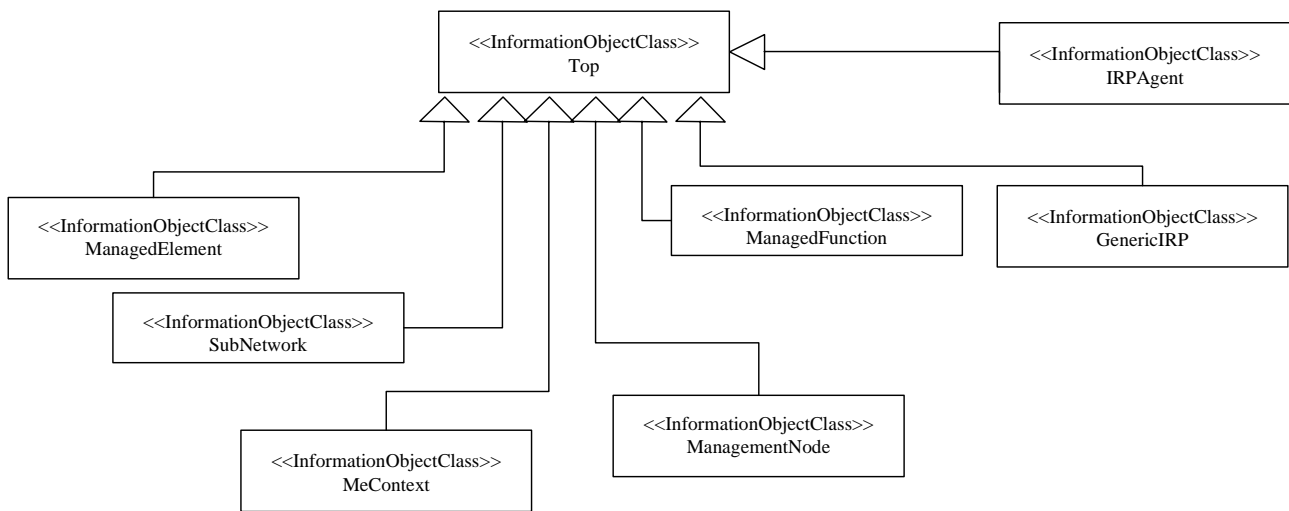 <<InformationObjectClass>>
Top
<<InformationObjectClass>>
IRPAgent
<<InformationObjectClass>>
ManagedElement
<<InformationObjectClass>>
ManagedFunction
<<InformationObjectClass>>
GenericIRP
<<InformationObjectClass>>
SubNetwork
<<InformationObjectClass>>
ManagementNode
<<InformationObjectClass>>
MeContext